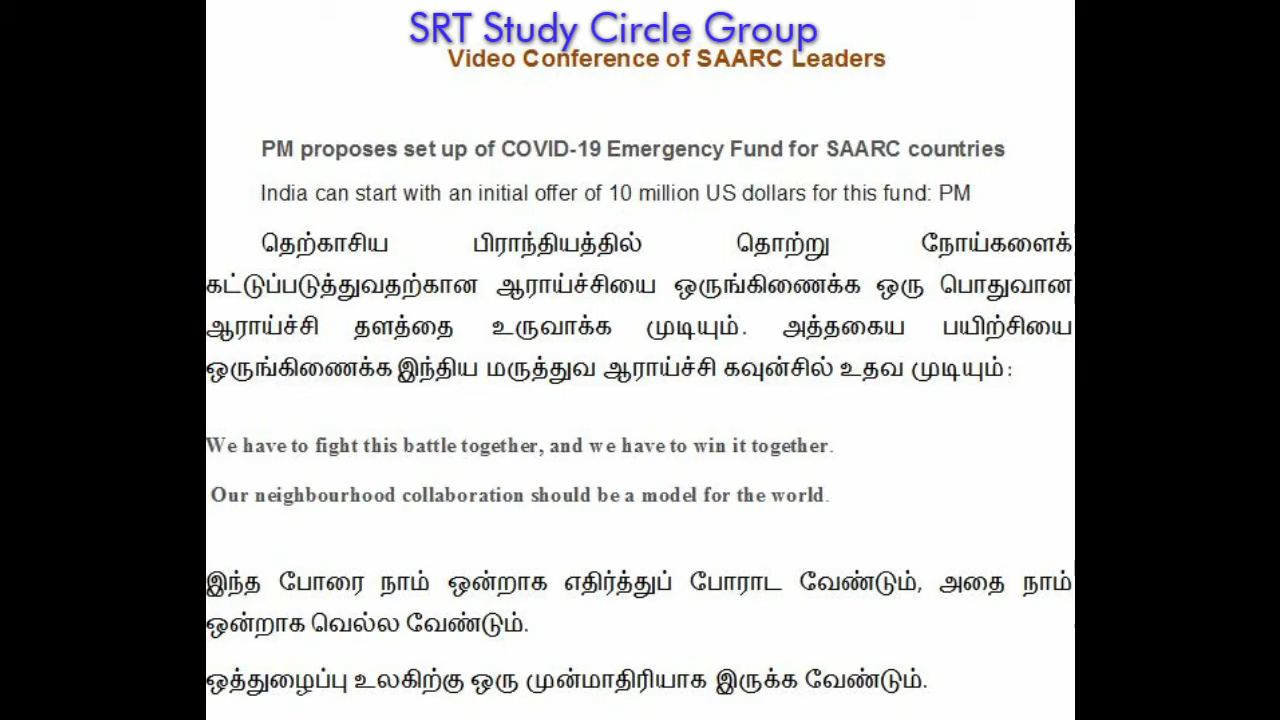 SRT Study Circle Group
Video Conference of SAARC Leaders
PM proposes set up of COVID-19 Emergency Fund for SAARC countries
India can start with an initial offer of 10 million US dollars for this fund: PM
தெற்காசிய பிராந்தியத்தில் தொற்று நோய்களைக்
கட்டுப்படுத்துவதற்கான ஆராய்ச்சியை ஒருங்கிணைக்க ஒரு பொதுவான
ஆராய்ச்சி தளத்தை உருவாக்க முடியும். அத்தகைய பயிற்சியை
ஒருங்கிணைக்க இந்திய மருத்துவ ஆராய்ச்சி கவுன்சில் உதவ முடியும்:
We have to fight this battle together, and we have to win it together.
Our neighbourhood collaboration should be a model for the world.
இந்த போரை நாம் ஒன்றாக எதிர்த்துப் போராட வேண்டும், அதை நாம்
ஒன்றாக வெல்ல வேண்டும்.
ஒத்துழைப்பு உலகிற்கு ஒரு முன்மாதிரியாக இருக்க வேண்டும்.